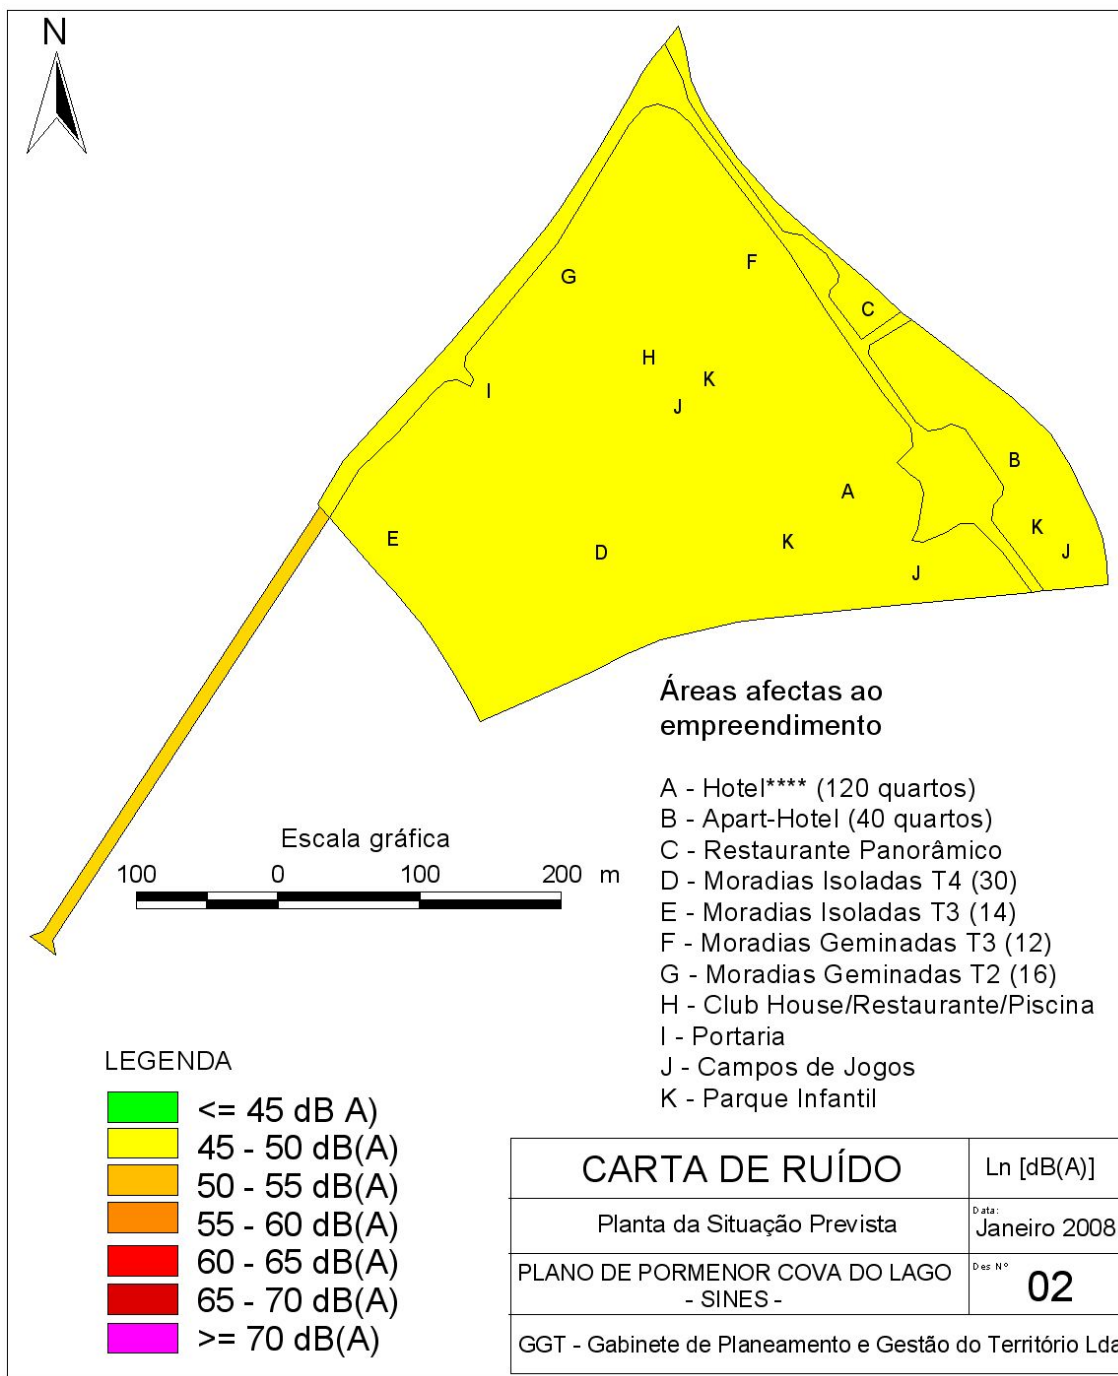 N
F
G
C
H
K
J
I
B
A
K
E
K
D
J
J
Áreas afectas ao
empreendimento
A - Hotel**** (120 quartos)
B - Apart-Hotel (40 quartos)
C - Restaurante Panorâmico
D - Moradias Isoladas T4 (30)
E - Moradias Isoladas T3 (14)
F - Moradias Geminadas T3 (12)
G - Moradias Geminadas T2 (16)
H - Club House/Restaurante/Piscina
I - Portaria
J - Campos de Jogos
K - Parque Infantil
Escala gráfica
100 0 100 200 m
LEGENDA
<= 45 dB A)
45 - 50 dB(A)
50 - 55 dB(A)
55 - 60 dB(A)
60 - 65 dB(A)
65 - 70 dB(A)
>= 70 dB(A)
CARTA DE RUÍDO
Ln [dB(A)]
Planta da Situação Prevista
Data:
Janeiro 2008
PLANO DE PORMENOR COVA DO LAGO
- SINES -
Des Nº
02
GGT - Gabinete de Planeamento e Gestão do Território Lda